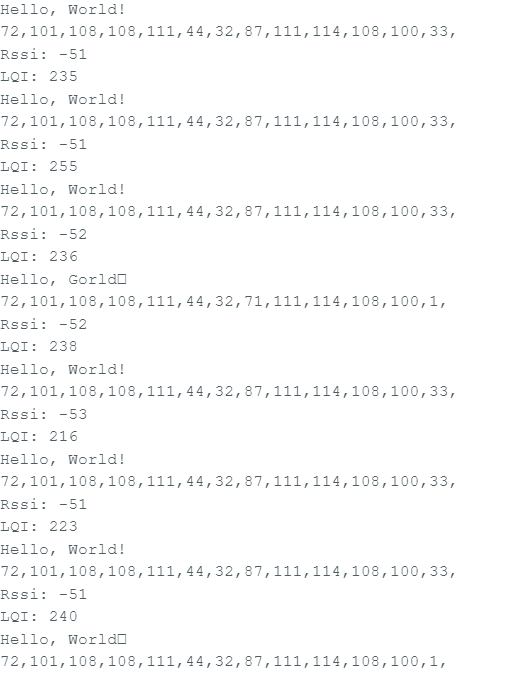 Hello, World!
72,101,108,108,111,44,32,87,111,114,108,100,33,
Rssi: -51
LQI: 235
Hello, World!
72,101,108,108,111,44,32,87,111,114,108,100,33,
Rssi: -51
LQI: 255
Hello, World!
72,101,108,108,111,44,32,87,111,114,108,100,33,
Rssi: -52
LQI: 236
Hello, Gorld□
72,101,108,108,111,44,32,71,111,114,108,100,1,
Rssi: -52
LQI: 238
Hello, World!
72,101,108,108,111,44,32,87,111,114,108,100,33,
Rssi: -53
LQI: 216
Hello, World!
72,101,108,108,111,44,32,87,111,114,108,100,33,
Rssi: -51
LQI: 223
Hello, World!
72,101,108,108,111,44,32,87,111,114,108,100,33,
Rssi: -51
LQI: 240
Hello, World□
72,101,108,108,111,44,32,87,111,114,108,100,1,